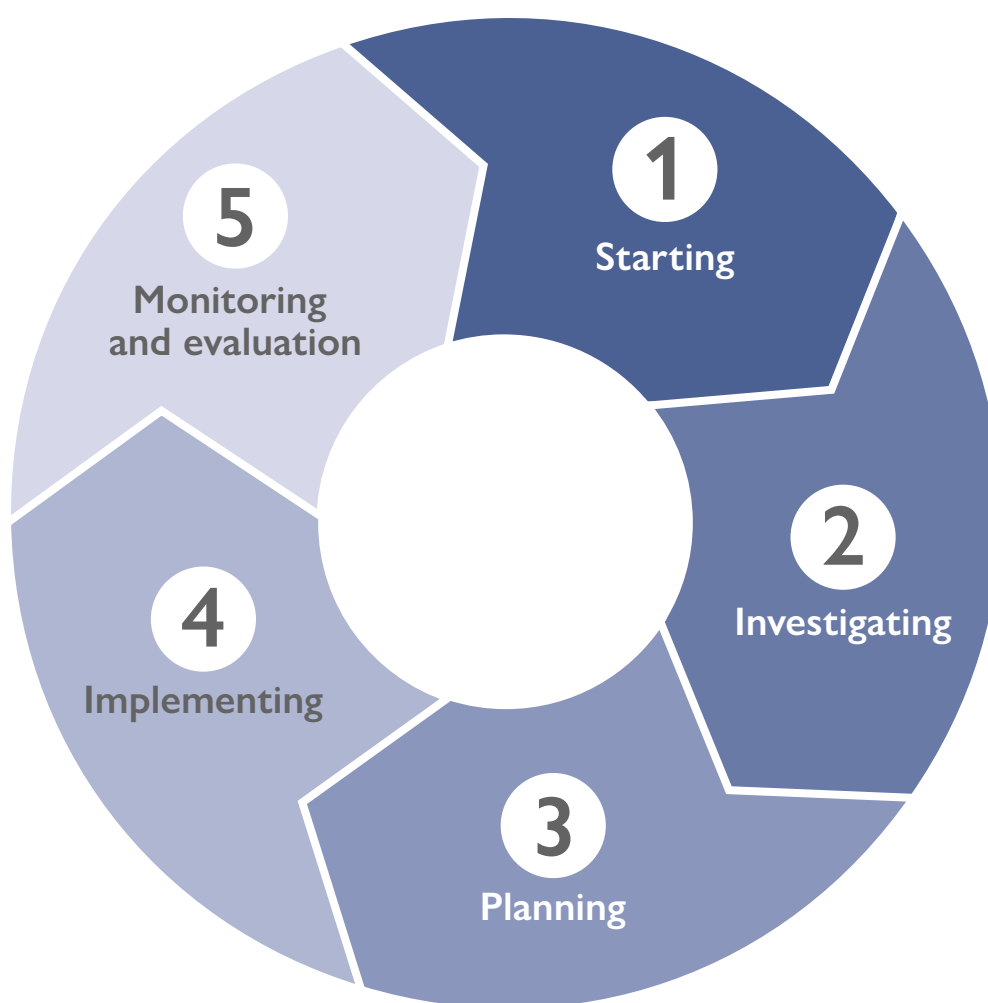 1
Starting
2
Investigating
3
Planning
4
Implementing
5
Monitoring
and evaluation